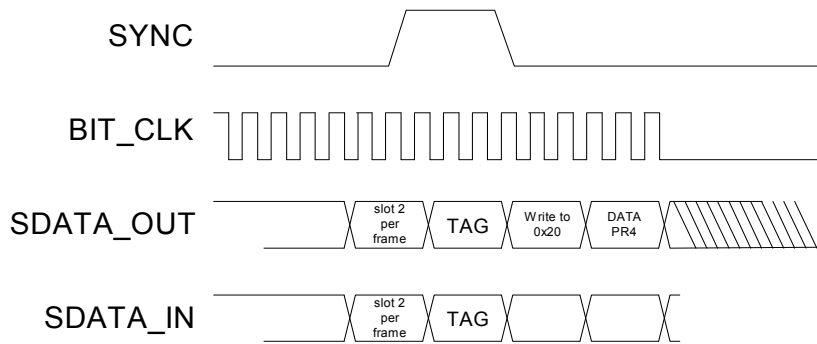 SYNC
BIT_CLK
SDATA_OUT
slot 2
per
frame
TAG
Write to
0x20
DATA
PR4
SDATA_IN
slot 2
per
frame
TAG